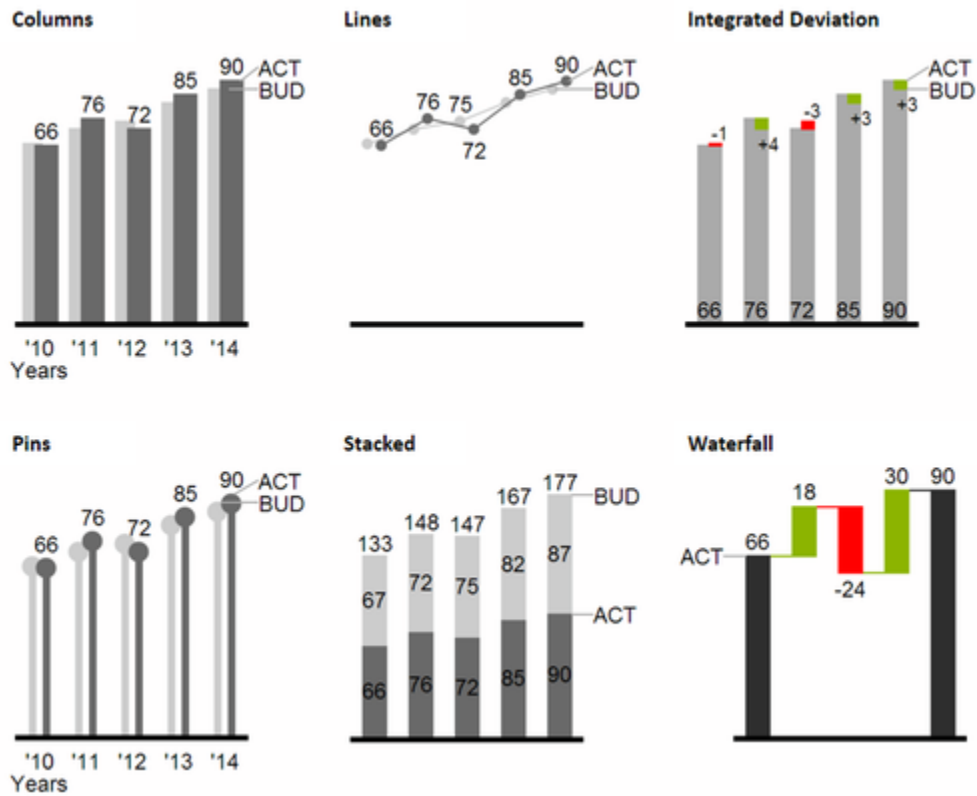 Columns
90 ACT
BUD
85
76
72
66
'10 '11 '12 '13 '14
Years
Lines
90 ACT
BUD
85
76 75
66
72
Integrated Deviation
ACT
BUD
-1 +4 -3 +3 +3
66 76 72 85 90
Pins
90 ACT
BUD
85
76
72
66
'10 '11 '12 '13 '14
Years
Stacked
133 148 147 167 177 BUD
67 72 75 82 87
ACT
66 76 72 85 90
Waterfall
ACT 66 18 -24 30 90